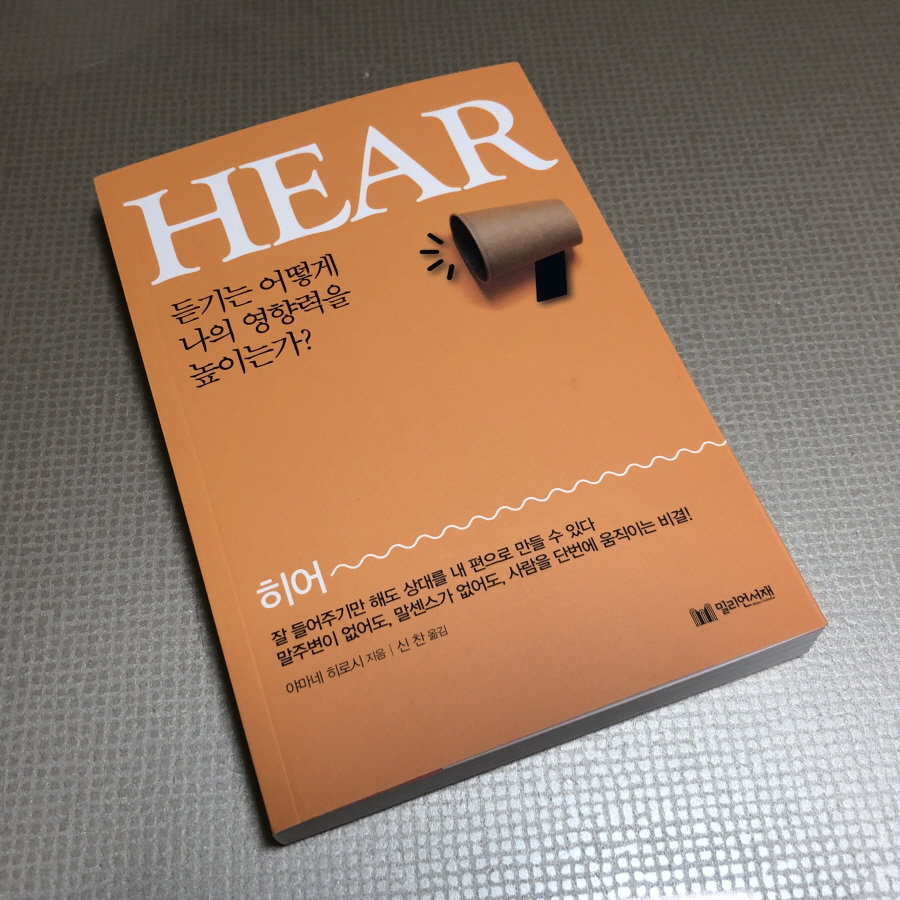 HEAR
듣기는 어떻게
나의 영향력을
높이는가?
히어
잘 들어주기만 해도 상대를 내 편으로 만들 수 있다
말주변이 없어도, 말센스가 없어도, 사람을 단번에 움직이는 비결!
야마네 히로시 지음 | 신 찬 옮김
밀리언서재